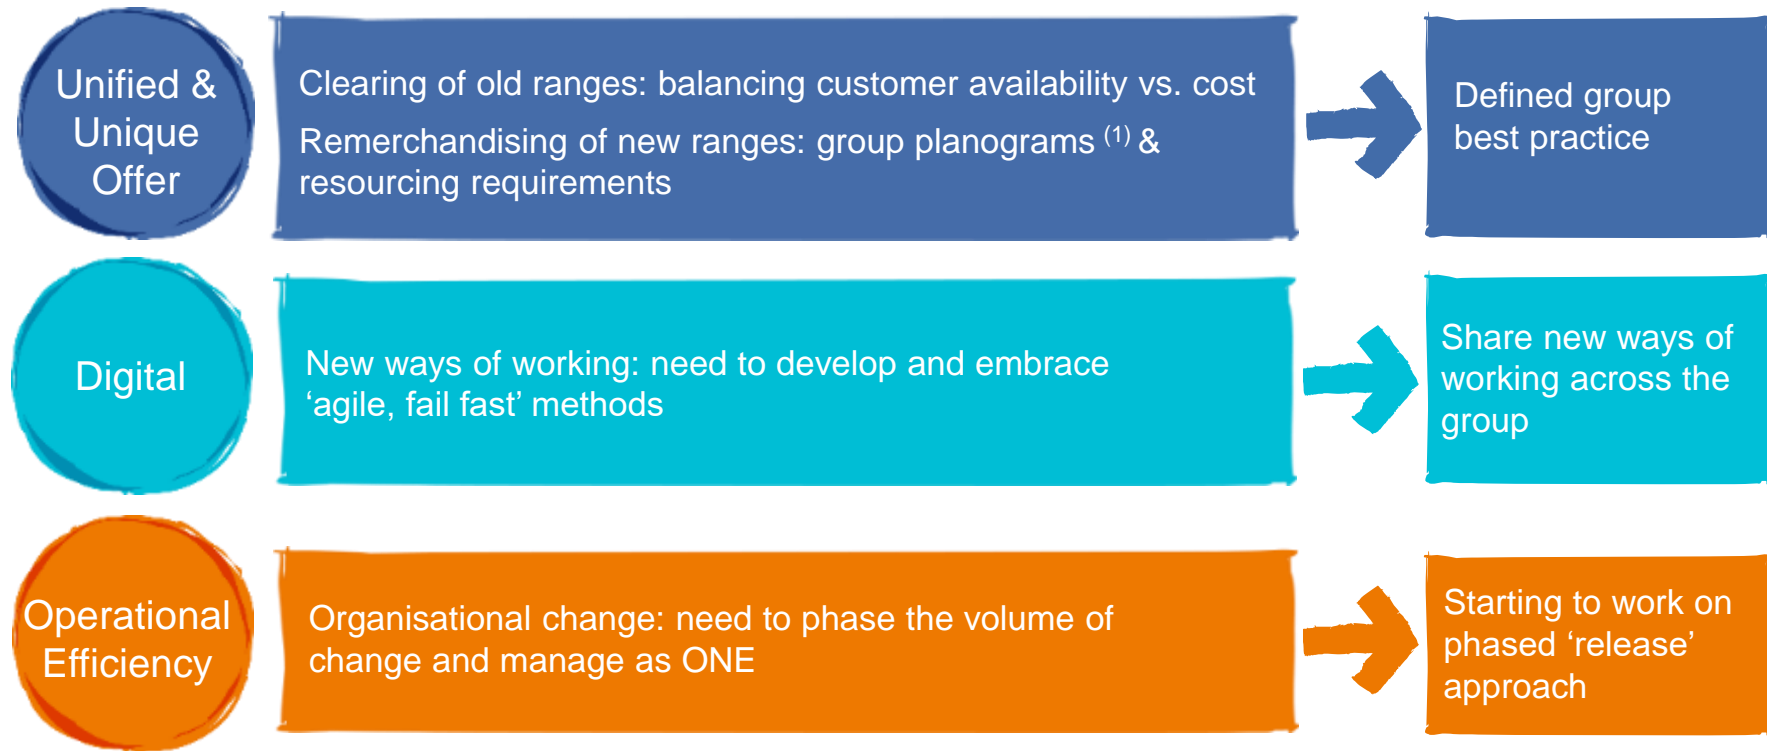 Unified &
Unique
Offer
Clearing of old ranges: balancing customer availability vs. cost
Remerchandising of new ranges: group planograms (1) &
resourcing requirements
Defined group
best practice
Digital
New ways of working: need to develop and embrace
‘agile, fail fast’ methods
Share new ways of
working across the
group
Operational
Efficiency
Organisational change: need to phase the volume of
change and manage as ONE
Starting to work on
phased ‘release’
approach